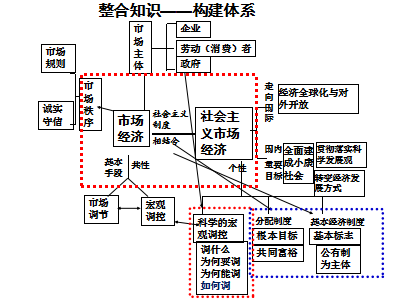 整合知识——构建体系
企业
市场主体
劳动（消费）者
政府
市场规则
诚实守信
市场秩序
市场经济
社会主义制度
相结合
社会主义市场经济
走向国际
经济全球化与对外开放
国内重要目标
全面建成小康社会
贯彻落实科学发展观
转变经济发展方式
基本手段
共性
个性
市场调节
宏观调控
科学的宏观调控
调什么
为何要调
为何能调
如何调
分配制度
根本目标
共同富裕
基本经济制度
基本标志
公有制为主体